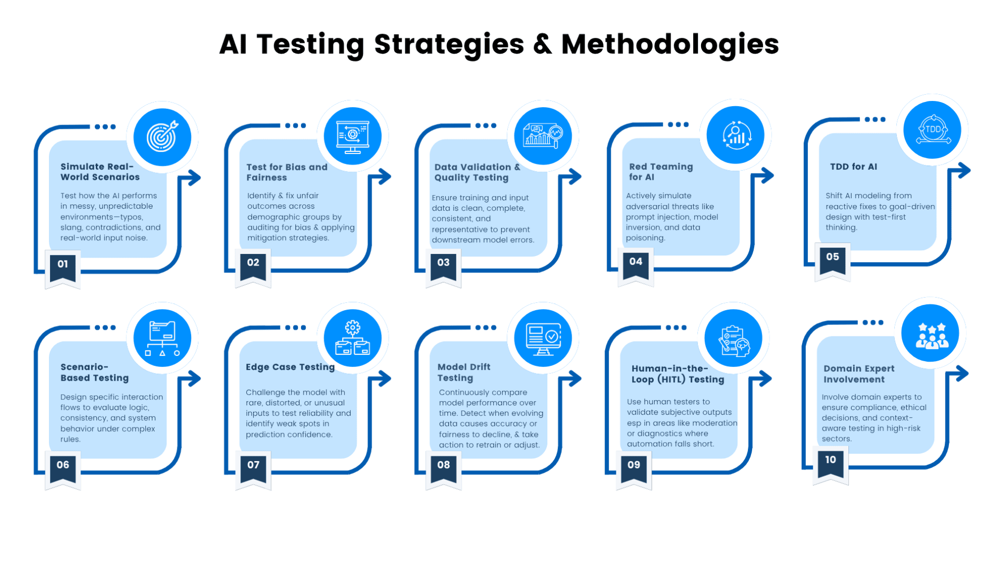 AI Testing Strategies & Methodologies
Simulate Real-
World Scenarios
Test how the AI performs
in messy, unpredictable
environments—typos,
slang, contradictions, and
real-world input noise.
01
Test for Bias and
Fairness
Identify & fix unfair
outcomes across
demographic groups by
auditing for bias & applying
mitigation strategies.
02
Data Validation &
Quality Testing
Ensure training and input
data is clean, complete,
consistent, and
representative to prevent
downstream model errors.
03
Red Teaming
for AI
Actively simulate
adversarial threats like
prompt injection, model
inversion, and data
poisoning.
04
TDD
TDD for AI
Shift AI modeling from
reactive fixes to goal-driven
design with test-first
thinking.
05
Scenario-
Based Testing
Design specific interaction
flows to evaluate logic,
consistency, and system
behavior under complex
rules.
06
Edge Case Testing
Challenge the model with
rare, distorted, or unusual
inputs to test reliability and
identify weak spots in
prediction confidence.
07
Model Drift
Testing
Continuously compare
model performance over
time. Detect when evolving
data causes accuracy or
fairness to decline, & take
action to retrain or adjust.
08
Human-in-the-
Loop (HITL) Testing
Use human testers to
validate subjective outputs
esp in areas like moderation
or diagnostics where
automation falls short.
09
Domain Expert
Involvement
Involve domain experts to
ensure compliance, ethical
decisions, and context-
aware testing in high-risk
sectors.
10